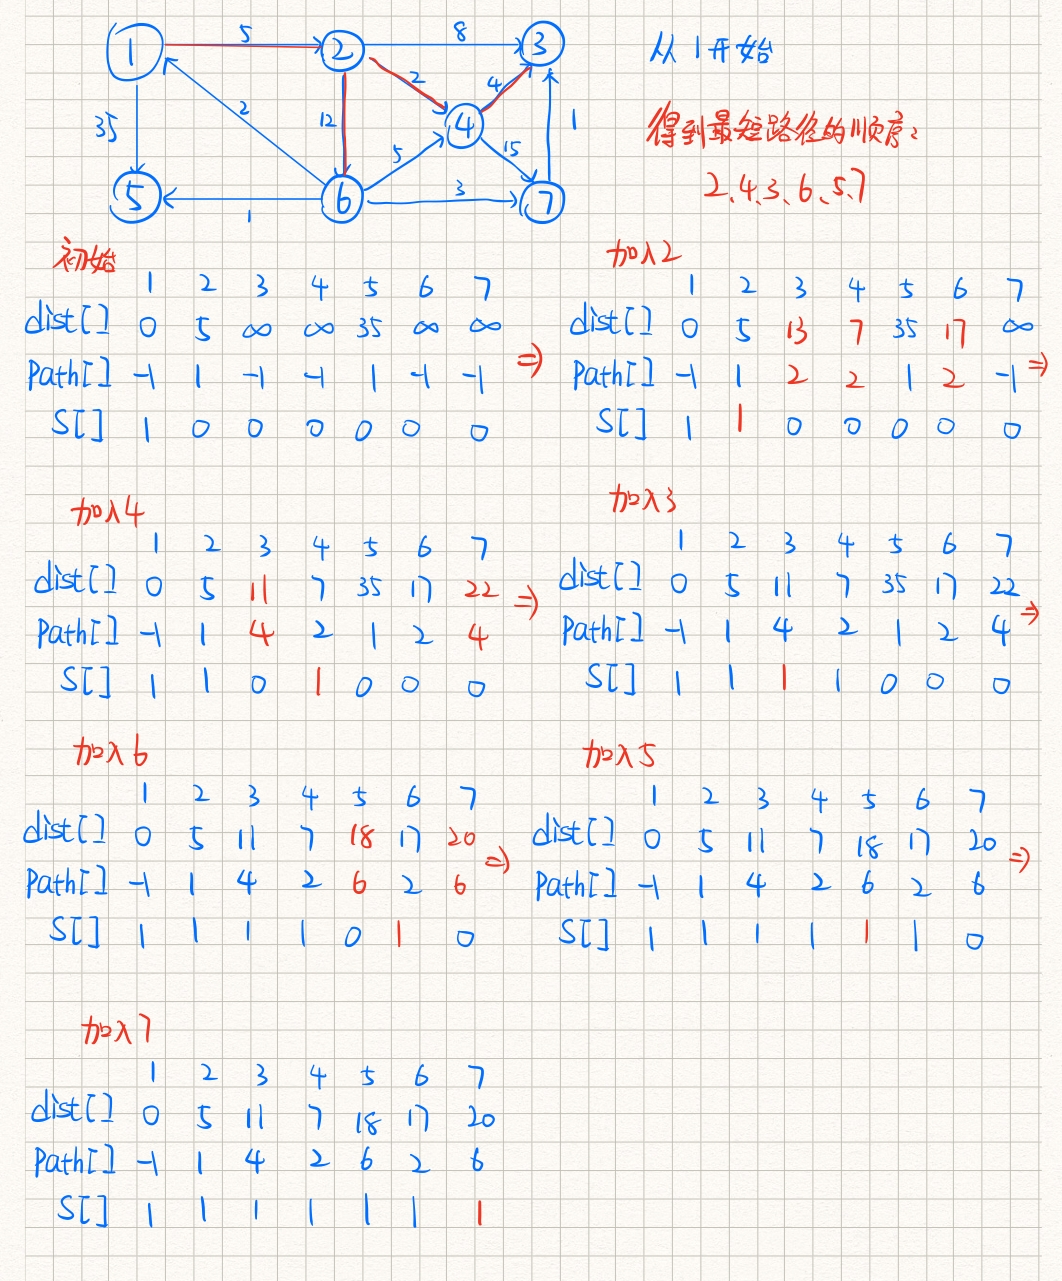 1 5 2 8 3 从1开始
2 2 4
35 12 4 1 得到最短路径的顺序:
5 15
5 1 6 3 7 2、4、3、6、5、7
初始
1 2 3 4 5 6 7
dist[] 0 5 ∞ ∞ 35 ∞ ∞
Path[] -1 1 -1 -1 1 -1 -1 ⇒
S[] 1 0 0 0 0 0 0
加入2
1 2 3 4 5 6 7
dist[] 0 5 13 7 35 17 ∞
Path[] -1 1 2 2 1 2 -1 ⇒
S[] 1 1 0 0 0 0 0
加入4
1 2 3 4 5 6 7
dist[] 0 5 11 7 35 17 22 ⇒
Path[] -1 1 4 2 1 2 4
S[] 1 1 0 1 0 0 0
加入3
1 2 3 4 5 6 7
dist[] 0 5 11 7 35 17 22 ⇒
Path[] -1 1 4 2 1 2 4
S[] 1 1 1 1 0 0 0
加入6
1 2 3 4 5 6 7
dist[] 0 5 11 7 18 17 20 ⇒
Path[] -1 1 4 2 6 2 6
S[] 1 1 1 1 0 1 0
加入5
1 2 3 4 5 6 7
dist[] 0 5 11 7 18 17 20 ⇒
Path[] -1 1 4 2 6 2 6
S[] 1 1 1 1 1 1 0
加入7
1 2 3 4 5 6 7
dist[] 0 5 11 7 18 17 20
Path[] -1 1 4 2 6 2 6
S[] 1 1 1 1 1 1 1